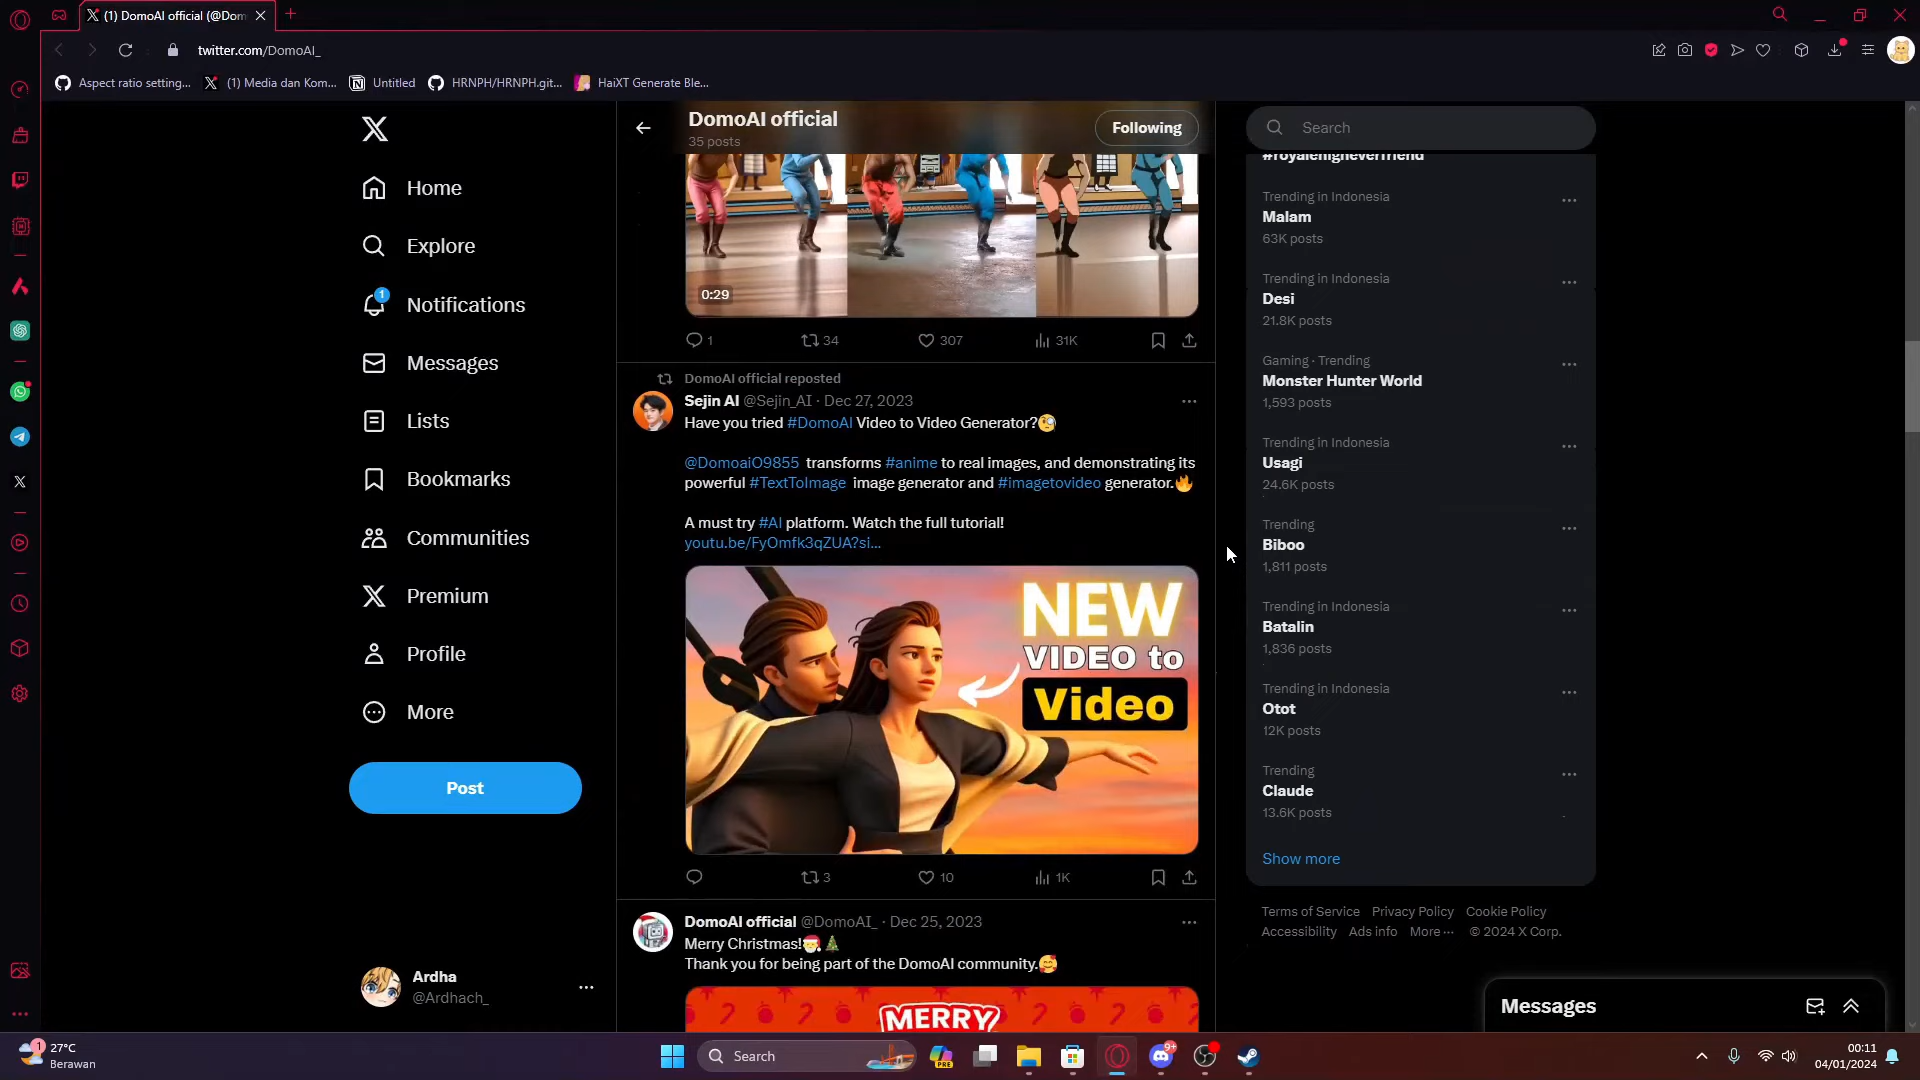 (1) DomoAI official (@Dom
twitter.com/DomoAI_
Aspect ratio setting...
(1) Media dan Kom...
Untitled
HRNPH/HRNPH.git...
HaiXT Generate Ble...
Home
Explore
1
Notifications
Messages
Lists
Bookmarks
Communities
Premium
Profile
More
Post
Ardha
@Ardhach_
DomoAI official
35 posts
Following
0:29
1
34
307
31K
DomoAI official reposted
Sejin AI @Sejin_AI · Dec 27, 2023
Have you tried #DomoAI Video to Video Generator?
@DomoaiO9855 transforms #anime to real images, and demonstrating its
powerful #TextToImage image generator and #imagetovideo generator.
A must try #AI platform. Watch the full tutorial!
youtu.be/FyOmfk3qZUA?si...
NEW
VIDEO to
Video
3
10
1K
DomoAI official @DomoAI_ · Dec 25, 2023
Merry Christmas!
Thank you for being part of the DomoAI community.
MERRY
Search
#royalehigheverfriend
Trending in Indonesia
Malam
63K posts
Trending in Indonesia
Desi
21.8K posts
Gaming · Trending
Monster Hunter World
1,593 posts
Trending in Indonesia
Usagi
24.6K posts
Trending
Biboo
1,811 posts
Trending in Indonesia
Batalin
1,836 posts
Trending in Indonesia
Otot
12K posts
Trending
Claude
13.6K posts
Show more
Terms of Service Privacy Policy Cookie Policy
Accessibility Ads info More ··· © 2024 X Corp.
Messages
1
27°C
Berawan
Search
PRE
9+
00:11
04/01/2024